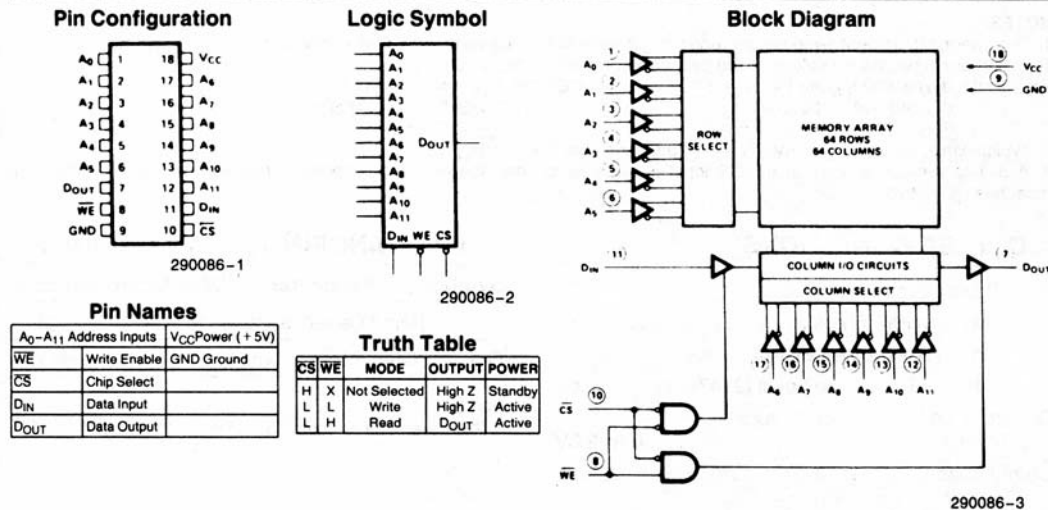 Pin Configuration
A0 1 18 VCC
A1 2 17 A6
A2 3 16 A7
A3 4 15 A8
A4 5 14 A9
A5 6 13 A10
DOUT 7 12 A11
WE 8 11 DIN
GND 9 10 CS
290086-1
Pin Names
A0-A11 Address Inputs VCC Power (+5V)
WE Write Enable GND Ground
CS Chip Select
DIN Data Input
DOUT Data Output
Logic Symbol
A0
A1
A2
A3
A4
A5
A6
A7
A8
A9
A10
A11
DOUT
DIN WE CS
290086-2
Truth Table
CS WE MODE OUTPUT POWER
H X Not Selected High Z Standby
L L Write High Z Active
L H Read DOUT Active
Block Diagram
A0 1
A1 2
A2 3
A3 4
A4 5
A5 6
ROW
SELECT
MEMORY ARRAY
64 ROWS
64 COLUMNS
18 VCC
9 GND
DIN 11
COLUMN I/O CIRCUITS
COLUMN SELECT
7 DOUT
17 16 15 14 13 12
A6 A7 A8 A9 A10 A11
CS 10
WE 8
290086-3